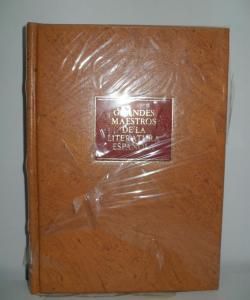 GRANDES
MAESTROS
DE LA
LITERATURA
ESPAÑOLA